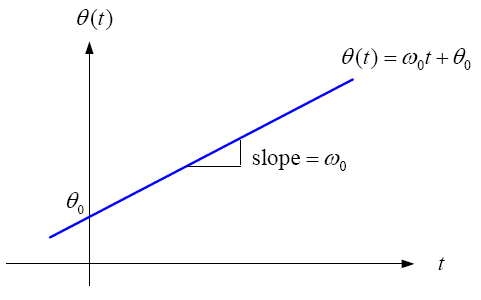 θ(t)
θ(t) = ω₀t + θ₀
slope = ω₀
θ₀
t